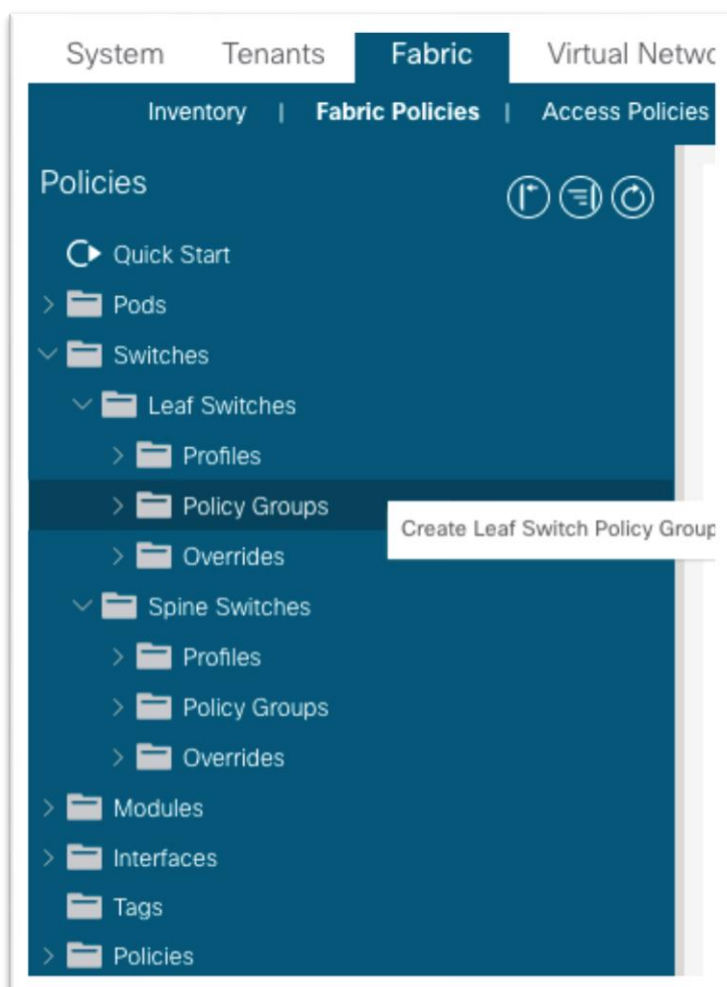 System Tenants Fabric Virtual Netwo
Inventory | Fabric Policies | Access Policies
Policies
Quick Start
Pods
Switches
Leaf Switches
Profiles
Policy Groups
Create Leaf Switch Policy Group
Overrides
Spine Switches
Profiles
Policy Groups
Overrides
Modules
Interfaces
Tags
Policies